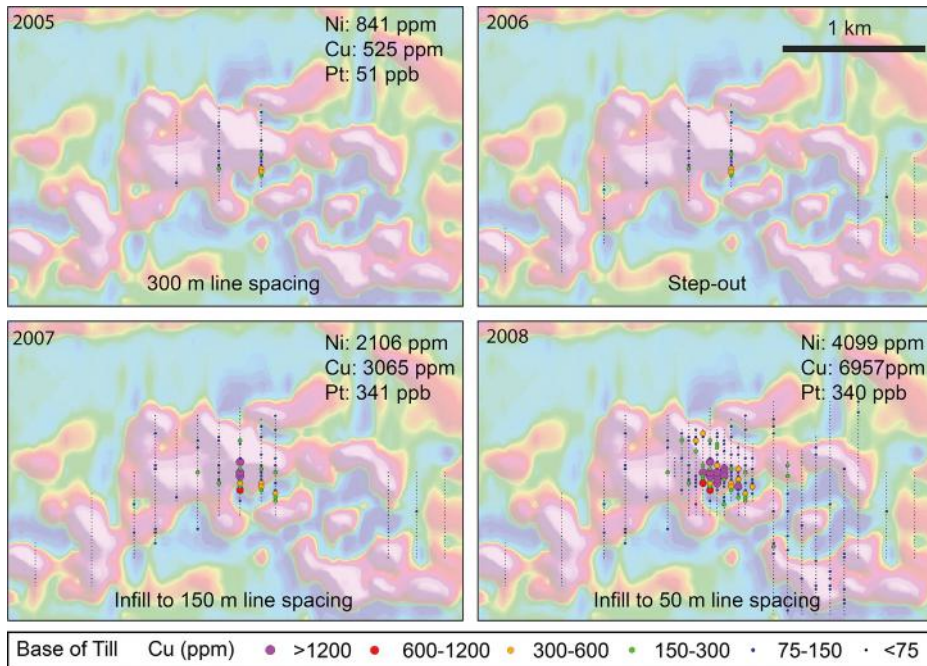 2005
Ni: 841 ppm
Cu: 525 ppm
Pt: 51 ppb
300 m line spacing
2006
1 km
Step-out
2007
Ni: 2106 ppm
Cu: 3065 ppm
Pt: 341 ppb
Infill to 150 m line spacing
2008
Ni: 4099 ppm
Cu: 6957ppm
Pt: 340 ppb
Infill to 50 m line spacing
Base of Till Cu (ppm) >1200 600-1200 300-600 150-300 75-150 <75